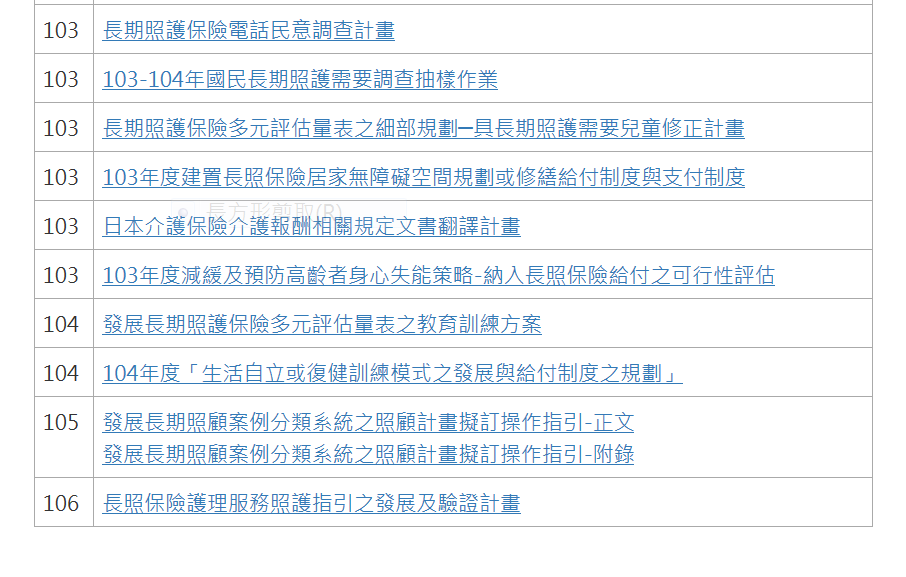 103 長期照護保險電話民意調查計畫
103 103-104年國民長期照護需要調查抽樣作業
103 長期照護保險多元評估量表之細部規劃─具長期照護需要兒童修正計畫
103 103年度建置長照保險居家無障礙空間規劃或修繕給付制度與支付制度
長方形剪取(R)
103 日本介護保險介護報酬相關規定文書翻譯計畫
103 103年度減緩及預防高齡者身心失能策略-納入長照保險給付之可行性評估
104 發展長期照護保險多元評估量表之教育訓練方案
104 104年度「生活自立或復健訓練模式之發展與給付制度之規劃」
105 發展長期照顧案例分類系統之照顧計畫擬訂操作指引-正文
發展長期照顧案例分類系統之照顧計畫擬訂操作指引-附錄
106 長照保險護理服務照護指引之發展及驗證計畫